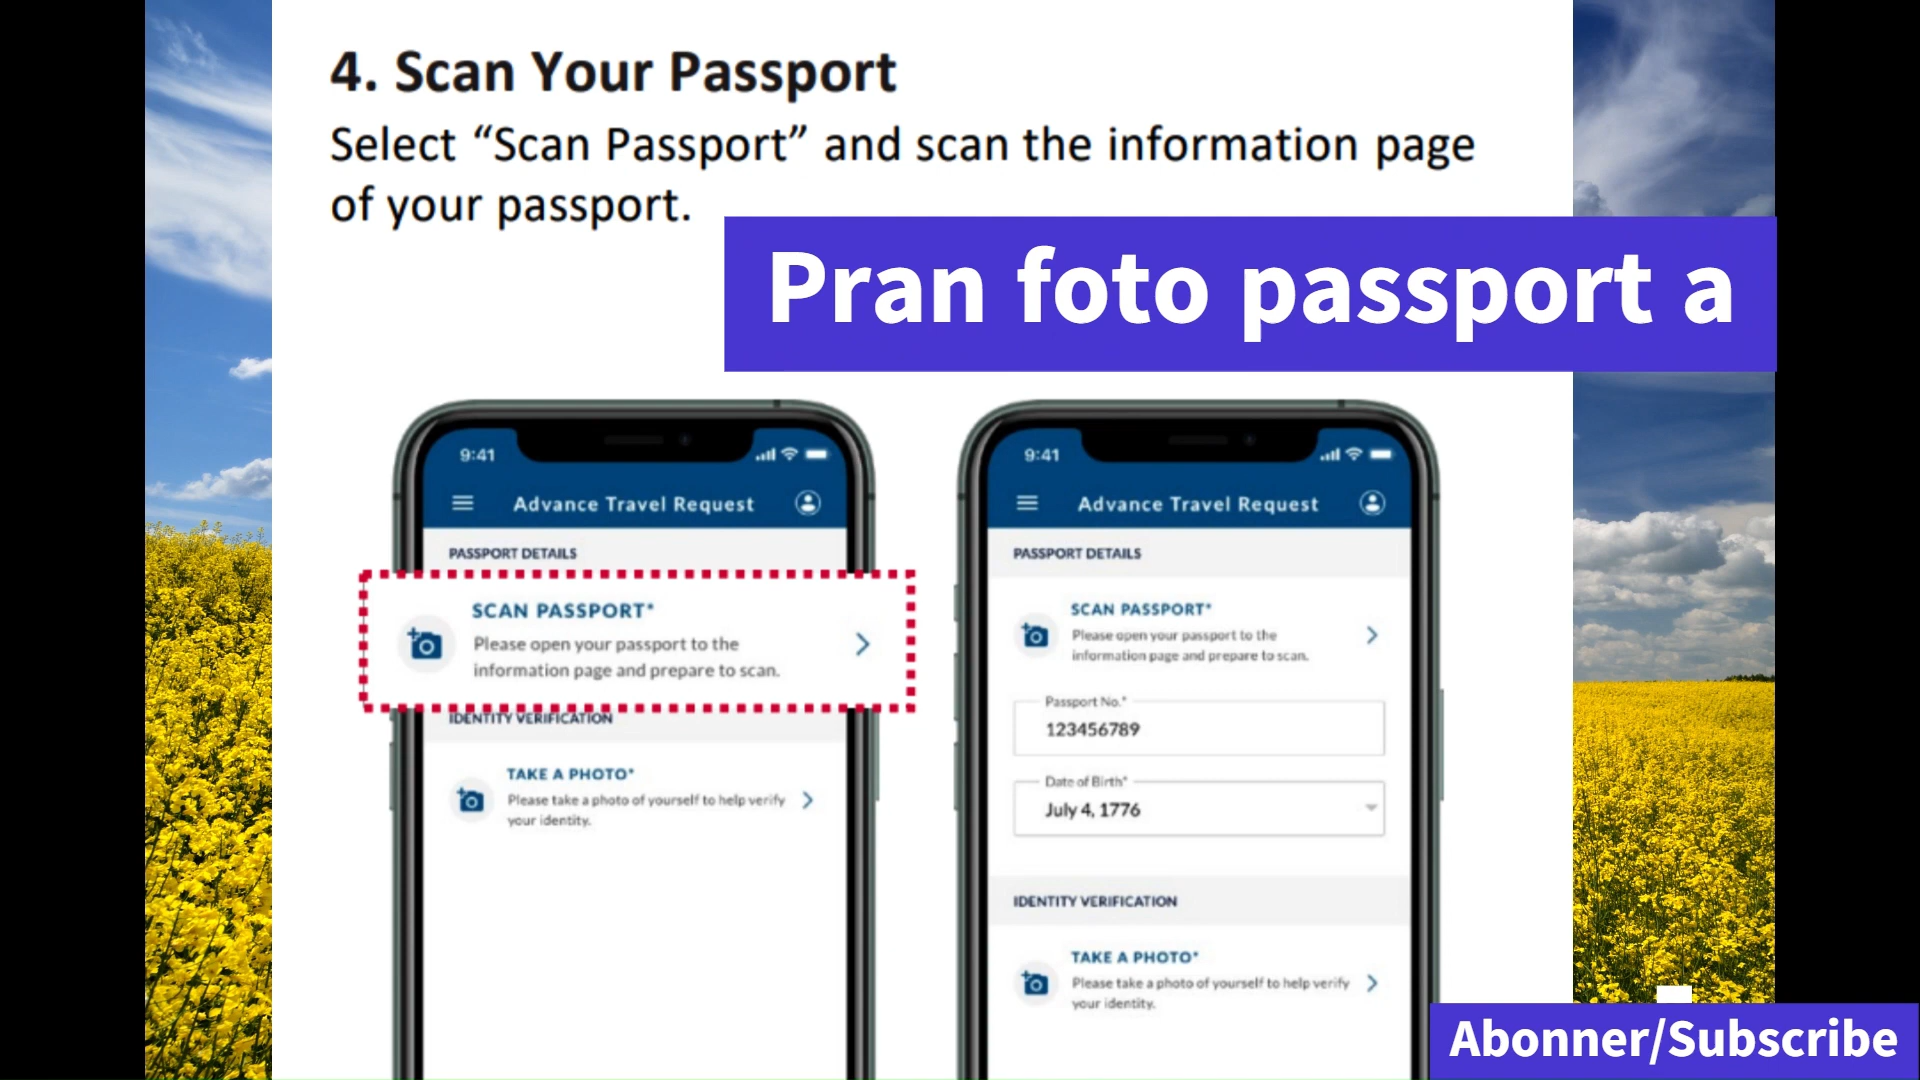 4. Scan Your Passport
Select “Scan Passport” and scan the information page
of your passport.
Pran foto passport a
9:41
Advance Travel Request
PASSPORT DETAILS
SCAN PASSPORT*
Please open your passport to the
information page and prepare to scan.
IDENTITY VERIFICATION
TAKE A PHOTO*
Please take a photo of yourself to help verify
your identity.
9:41
Advance Travel Request
PASSPORT DETAILS
SCAN PASSPORT*
Please open your passport to the
information page and prepare to scan.
Passport No.*
123456789
Date of Birth*
July 4, 1776
IDENTITY VERIFICATION
TAKE A PHOTO*
Please take a photo of yourself to help verify
your identity.
Abonner/Subscribe